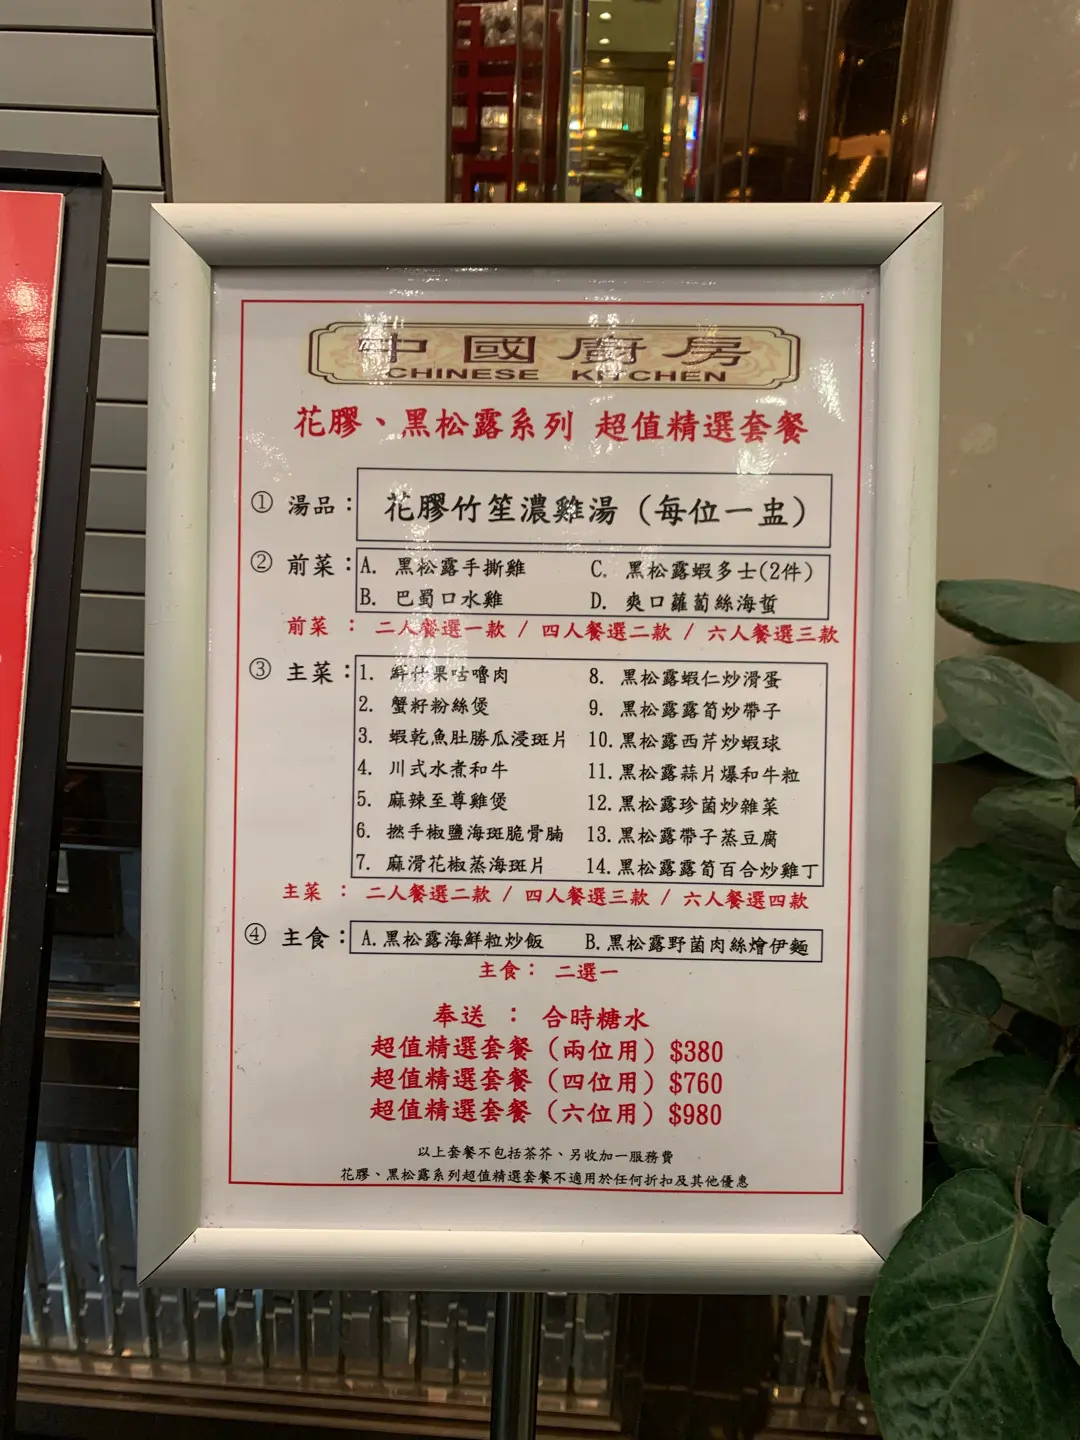 中國廚房
CHINESE KITCHEN
花膠、黑松露系列 超值精選套餐
① 湯品： 花膠竹笙濃雞湯（每位一盅）
② 前菜： A. 黑松露手撕雞 C. 黑松露蝦多士(2件)
B. 巴蜀口水雞 D. 爽口蘿蔔絲海蜇
前菜 ： 二人餐選一款 / 四人餐選二款 / 六人餐選三款
③ 主菜： 1. 鮮什果咕嚕肉 8. 黑松露蝦仁炒滑蛋
2. 蟹籽粉絲煲 9. 黑松露露筍炒帶子
3. 蝦乾魚肚勝瓜浸斑片 10. 黑松露西芹炒蝦球
4. 川式水煮和牛 11. 黑松露蒜片爆和牛粒
5. 麻辣至尊雞煲 12. 黑松露珍菌炒雜菜
6. 撚手椒鹽海斑脆骨腩 13. 黑松露帶子蒸豆腐
7. 麻滑花椒蒸海斑片 14. 黑松露露筍百合炒雞丁
主菜 ： 二人餐選二款 / 四人餐選三款 / 六人餐選四款
④ 主食： A. 黑松露海鮮粒炒飯 B. 黑松露野菌肉絲燴伊麵
主食： 二選一
奉送 ： 合時糖水
超值精選套餐（兩位用）$380
超值精選套餐（四位用）$760
超值精選套餐（六位用）$980
以上套餐不包括茶芥、另收加一服務費
花膠、黑松露系列超值精選套餐不適用於任何折扣及其他優惠